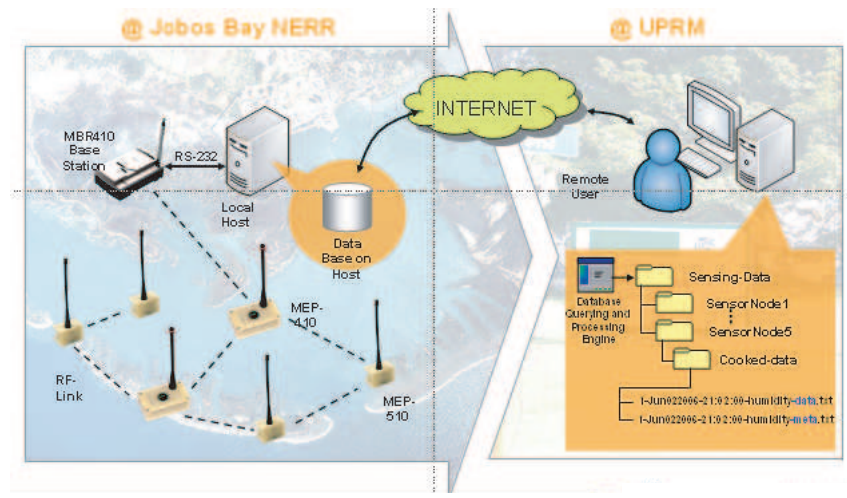 @ Jobos Bay NERR
@ UPRM
MBR410
Base
Station
RS-232
Local
Host
INTERNET
Data
Base on
Host
Remote
User
MEP-
410
RF-
Link
MEP-
510
Database
Querying and
Processing
Engine
Sensing-Data
SensorNode1
SensorNode5
Cooked-data
1-Jun022006-21:02:00-humidity-data.txt
1-Jun022006-21:02:00-humidity-meta.txt